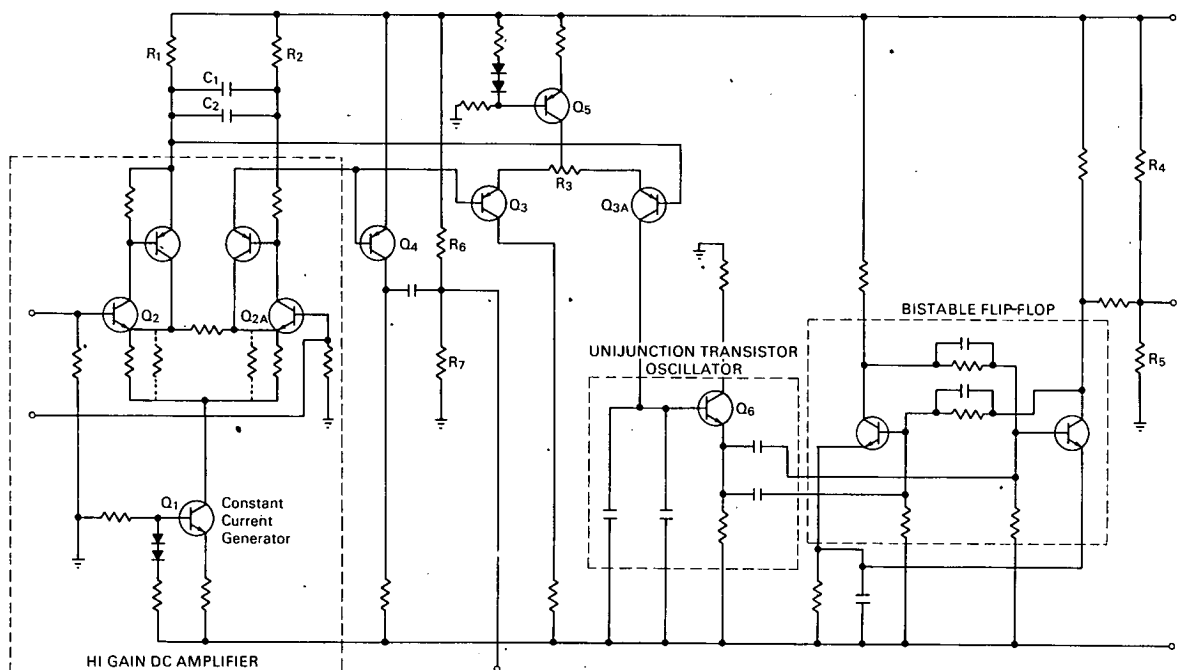 R1
R2
C1
C2
Q5
R3
Q3
Q3A
Q4
R6
R4
Q2
Q2A
BISTABLE FLIP-FLOP
UNIJUNCTION TRANSISTOR
OSCILLATOR
R7
R5
Q6
Q1
Constant
Current
Generator
HI GAIN DC AMPLIFIER